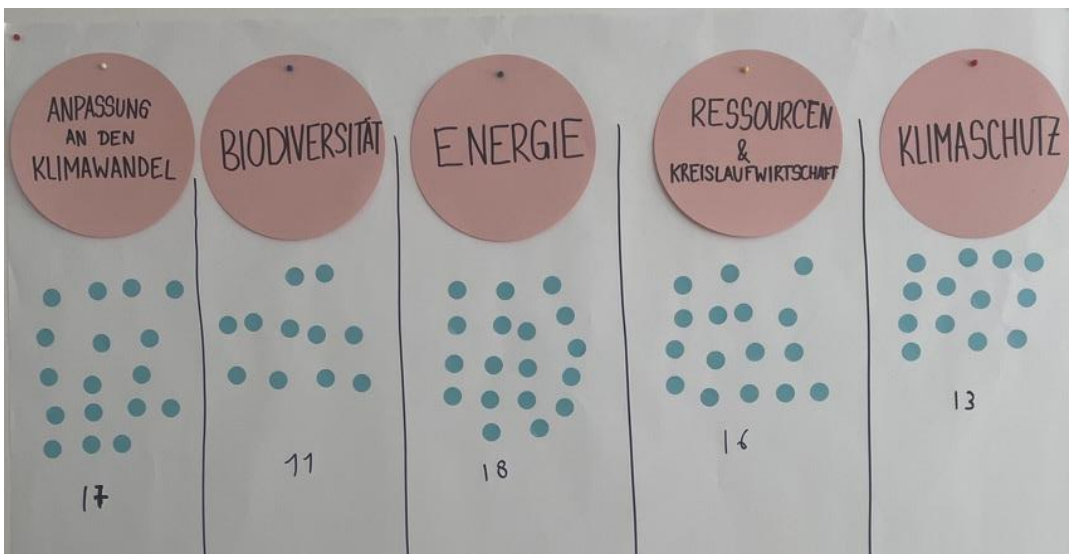 ANPASSUNG
AN DEN
KLIMAWANDEL
17
BIODIVERSITÄT
11
ENERGIE
18
RESSOURCEN
&
KREISLAUFWIRTSCHAFT
16
KLIMASCHUTZ
13